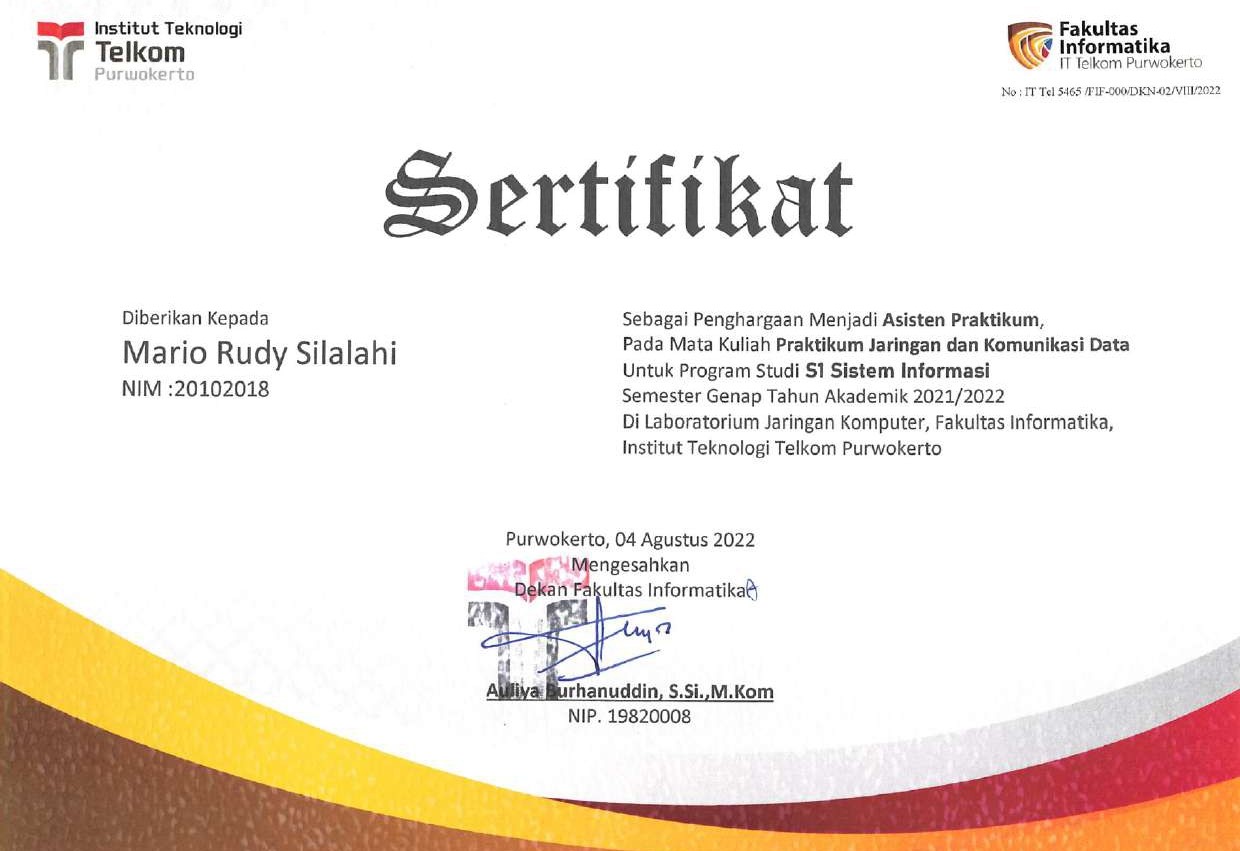 Institut Teknologi
Telkom
Purwokerto
Fakultas
Informatika
IT Telkom Purwokerto
No : IT Tel 5465 /FIF-000/DKN-02/VIII/2022
Sertifikat
Diberikan Kepada
Mario Rudy Silalahi
NIM :20102018
Sebagai Penghargaan Menjadi Asisten Praktikum,
Pada Mata Kuliah Praktikum Jaringan dan Komunikasi Data
Untuk Program Studi S1 Sistem Informasi
Semester Genap Tahun Akademik 2021/2022
Di Laboratorium Jaringan Komputer, Fakultas Informatika,
Institut Teknologi Telkom Purwokerto
Purwokerto, 04 Agustus 2022
Mengesahkan
Dekan Fakultas Informatika
Auliya Burhanuddin, S.Si.,M.Kom
NIP. 19820008